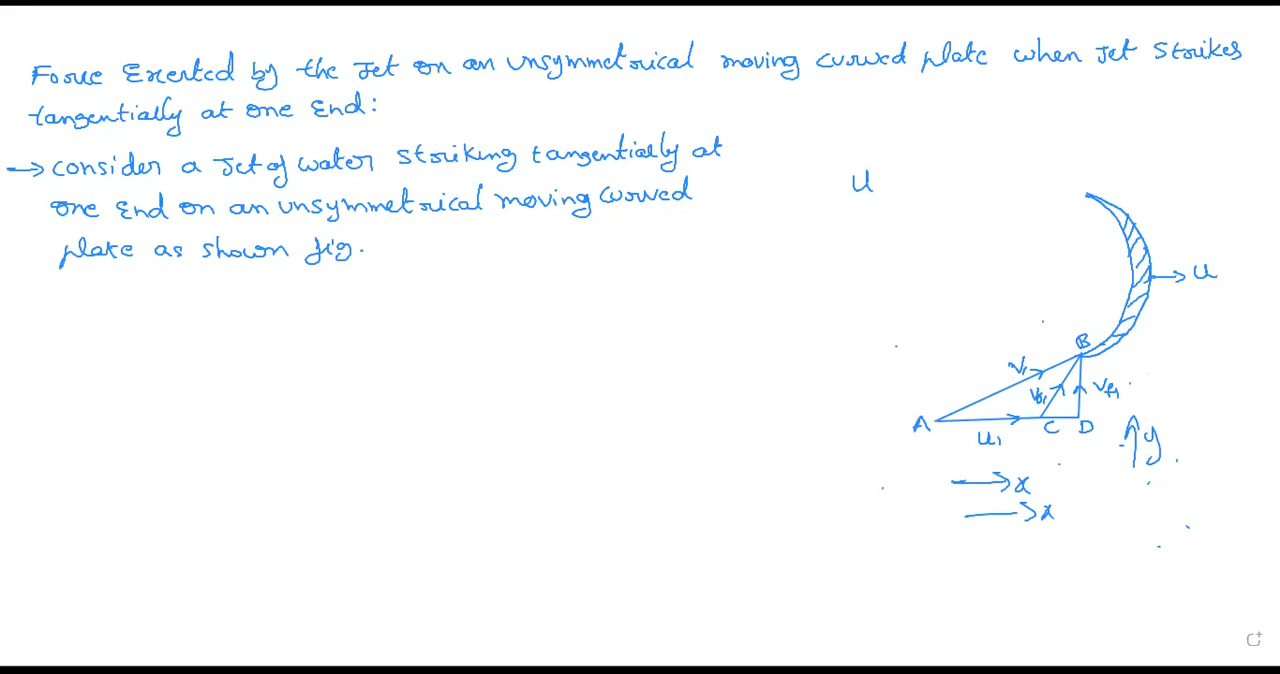 Force Exerted by the Jet on an unsymmetrical moving curved plate when Jet Strikes
tangentially at one End:
→ consider a Jet of water striking tangentially at
one End on an unsymmetrical moving curved
plate as shown fig.
u
→ u
B
V₁
Vr₁
Vf₁
A
C
D
u₁
↑y
→ x
→ x